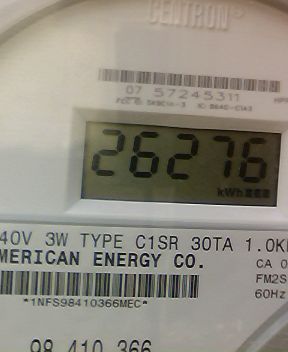 CENTRON®
07 57245311
26276
kWh
40V 3W TYPE C1SR 30TA 1.0K
MERICAN ENERGY CO.
CA 0
FM2S
60Hz
*1NFS98410366MEC*
98 410 366